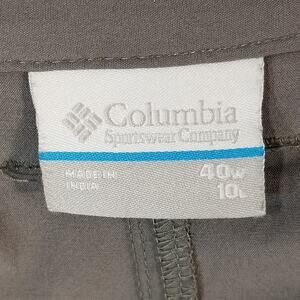 Columbia
Sportswear Company
MADE IN
INDIA
40W
10L